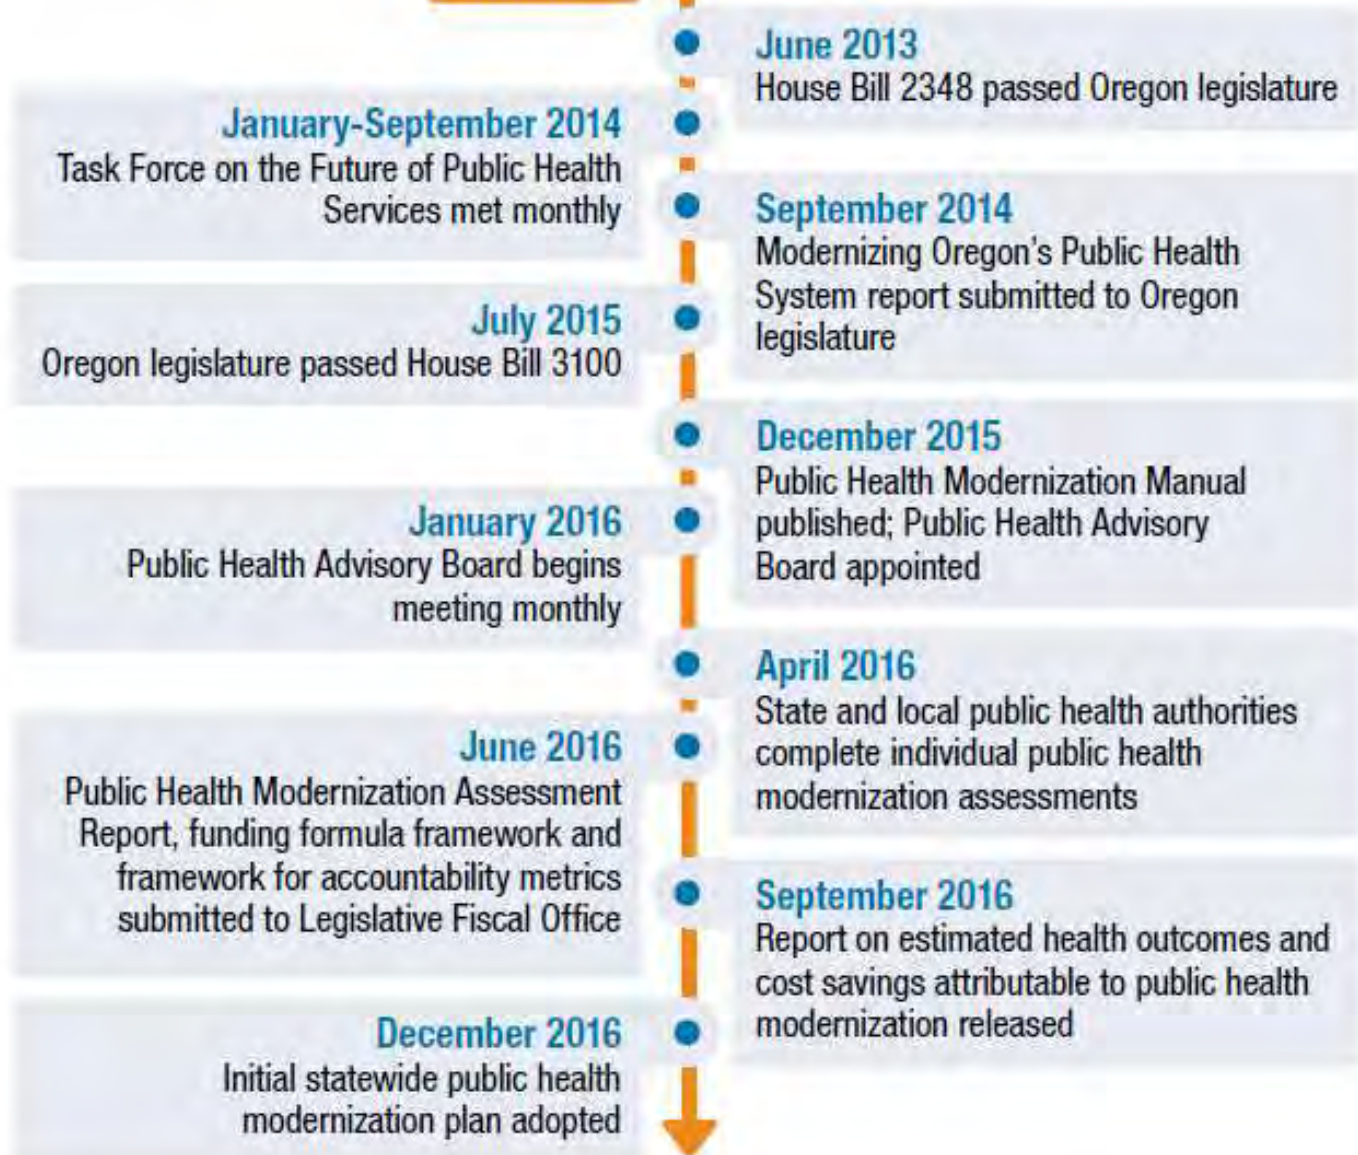 June 2013
House Bill 2348 passed Oregon legislature
January-September 2014
Task Force on the Future of Public Health
Services met monthly
September 2014
Modernizing Oregon’s Public Health
System report submitted to Oregon
legislature
July 2015
Oregon legislature passed House Bill 3100
December 2015
Public Health Modernization Manual
published; Public Health Advisory
Board appointed
January 2016
Public Health Advisory Board begins
meeting monthly
April 2016
State and local public health authorities
complete individual public health
modernization assessments
June 2016
Public Health Modernization Assessment
Report, funding formula framework and
framework for accountability metrics
submitted to Legislative Fiscal Office
September 2016
Report on estimated health outcomes and
cost savings attributable to public health
modernization released
December 2016
Initial statewide public health
modernization plan adopted